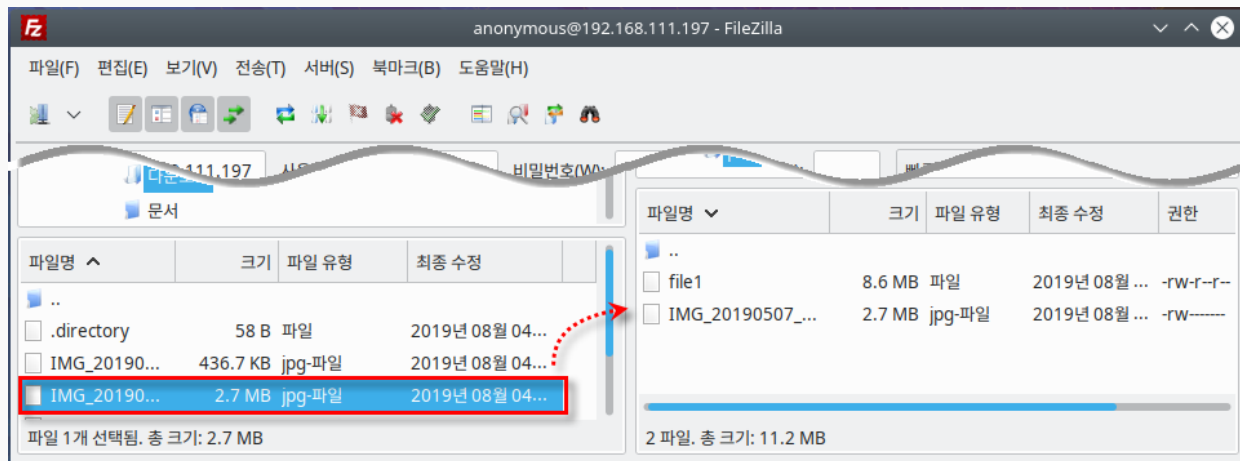 Fz anonymous@192.168.111.197 - FileZilla
파일(F) 편집(E) 보기(V) 전송(T) 서버(S) 북마크(B) 도움말(H)
111.197 비밀번호(W):
문서
파일명 크기 파일 유형 최종 수정
..
.directory 58 B 파일 2019년 08월 04...
IMG_20190... 436.7 KB jpg-파일 2019년 08월 04...
IMG_20190... 2.7 MB jpg-파일 2019년 08월 04...
파일 1개 선택됨. 총 크기: 2.7 MB
파일명 크기 파일 유형 최종 수정 권한
..
file1 8.6 MB 파일 2019년 08월 ... -rw-r--r--
IMG_20190507_... 2.7 MB jpg-파일 2019년 08월 ... -rw-------
2 파일. 총 크기: 11.2 MB